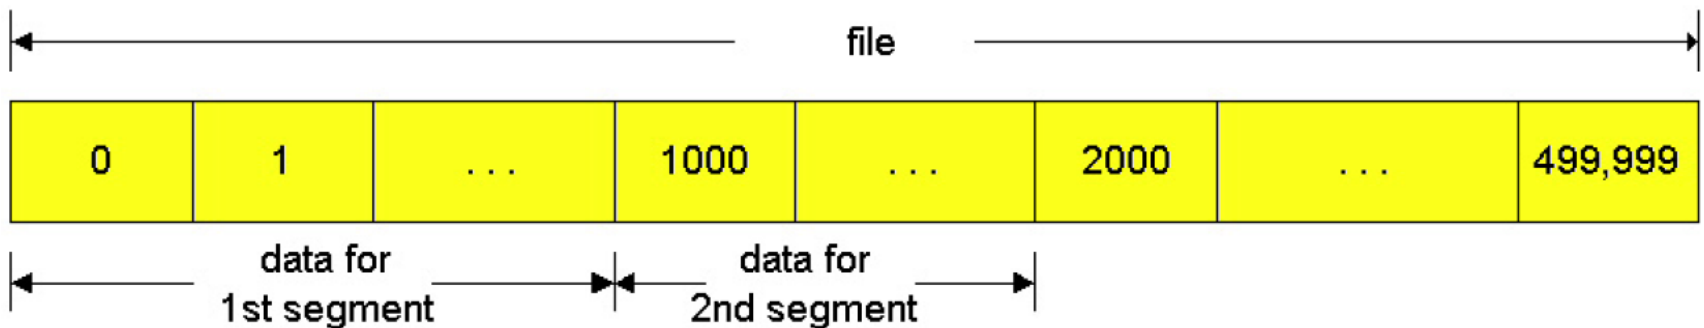 file
0 1 . . . 1000 . . . 2000 . . . 499,999
data for data for
1st segment 2nd segment